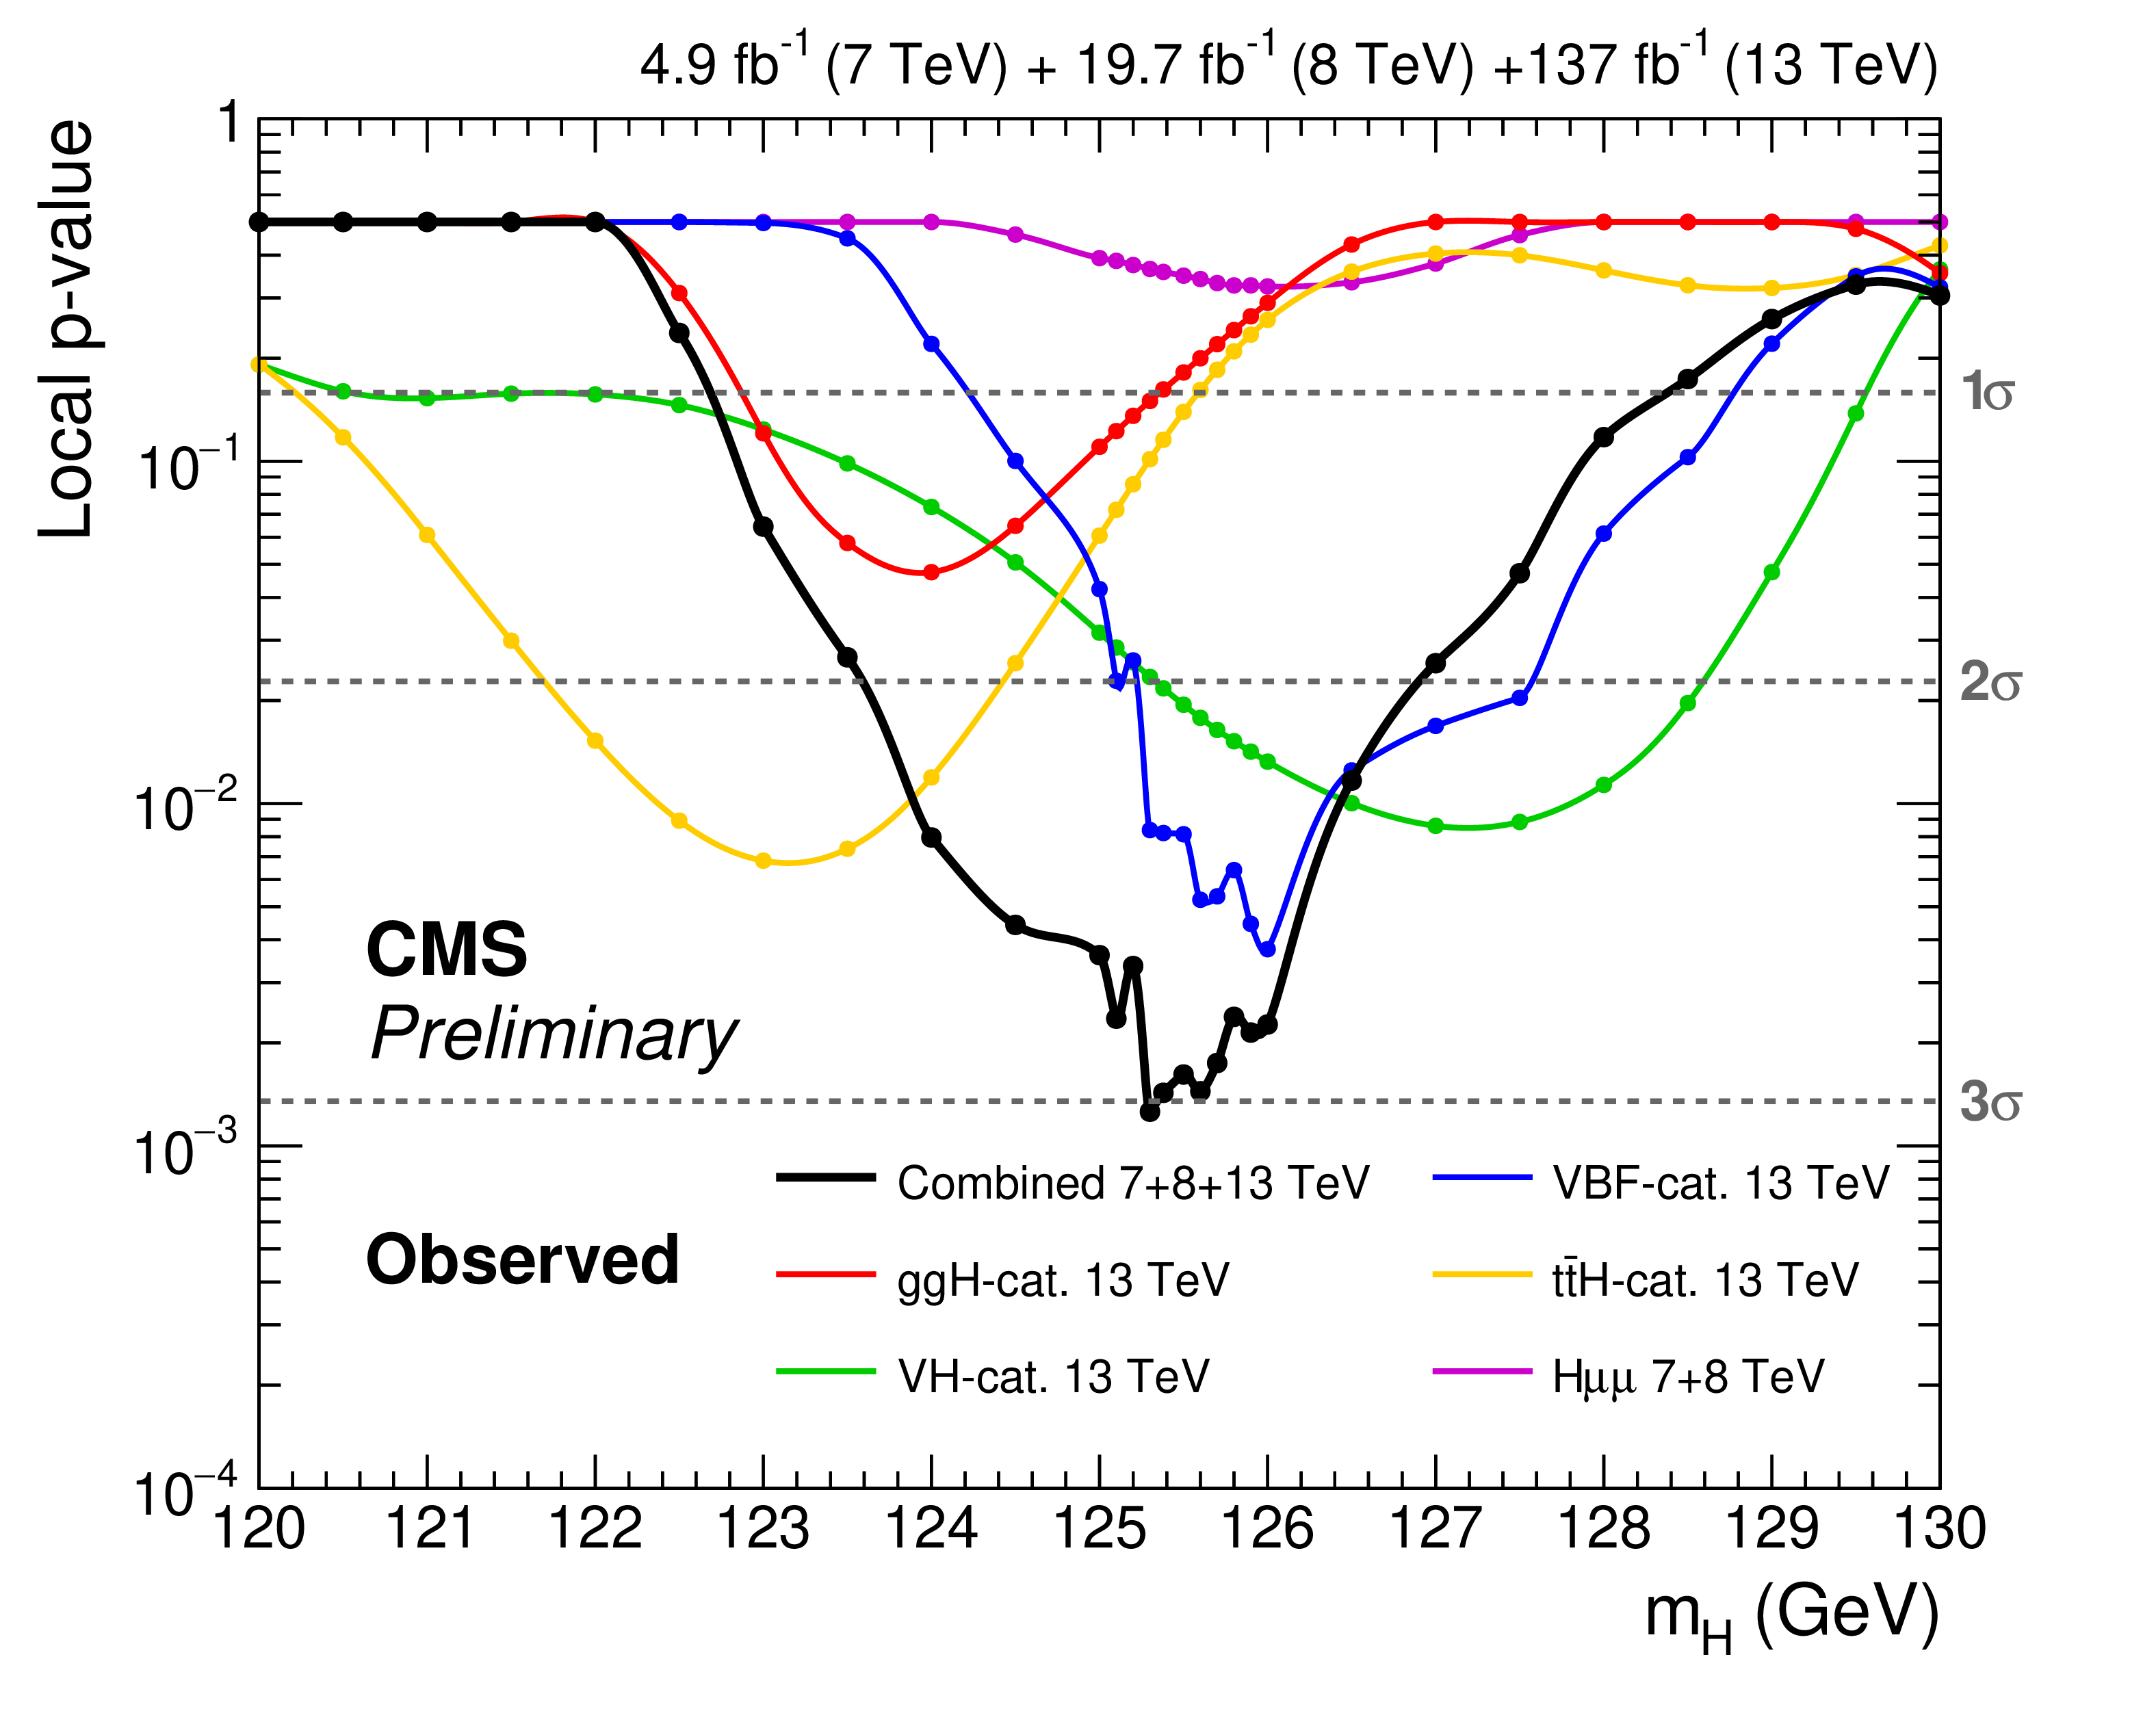 4.9 fb⁻¹ (7 TeV) + 19.7 fb⁻¹ (8 TeV) +137 fb⁻¹ (13 TeV)
Local p-value
1
10⁻¹
10⁻²
10⁻³
10⁻⁴
1σ
2σ
3σ
CMS
Preliminary
Observed
Combined 7+8+13 TeV
VBF-cat. 13 TeV
ggH-cat. 13 TeV
tt̄H-cat. 13 TeV
VH-cat. 13 TeV
Hμμ 7+8 TeV
120 121 122 123 124 125 126 127 128 129 130
m_H (GeV)